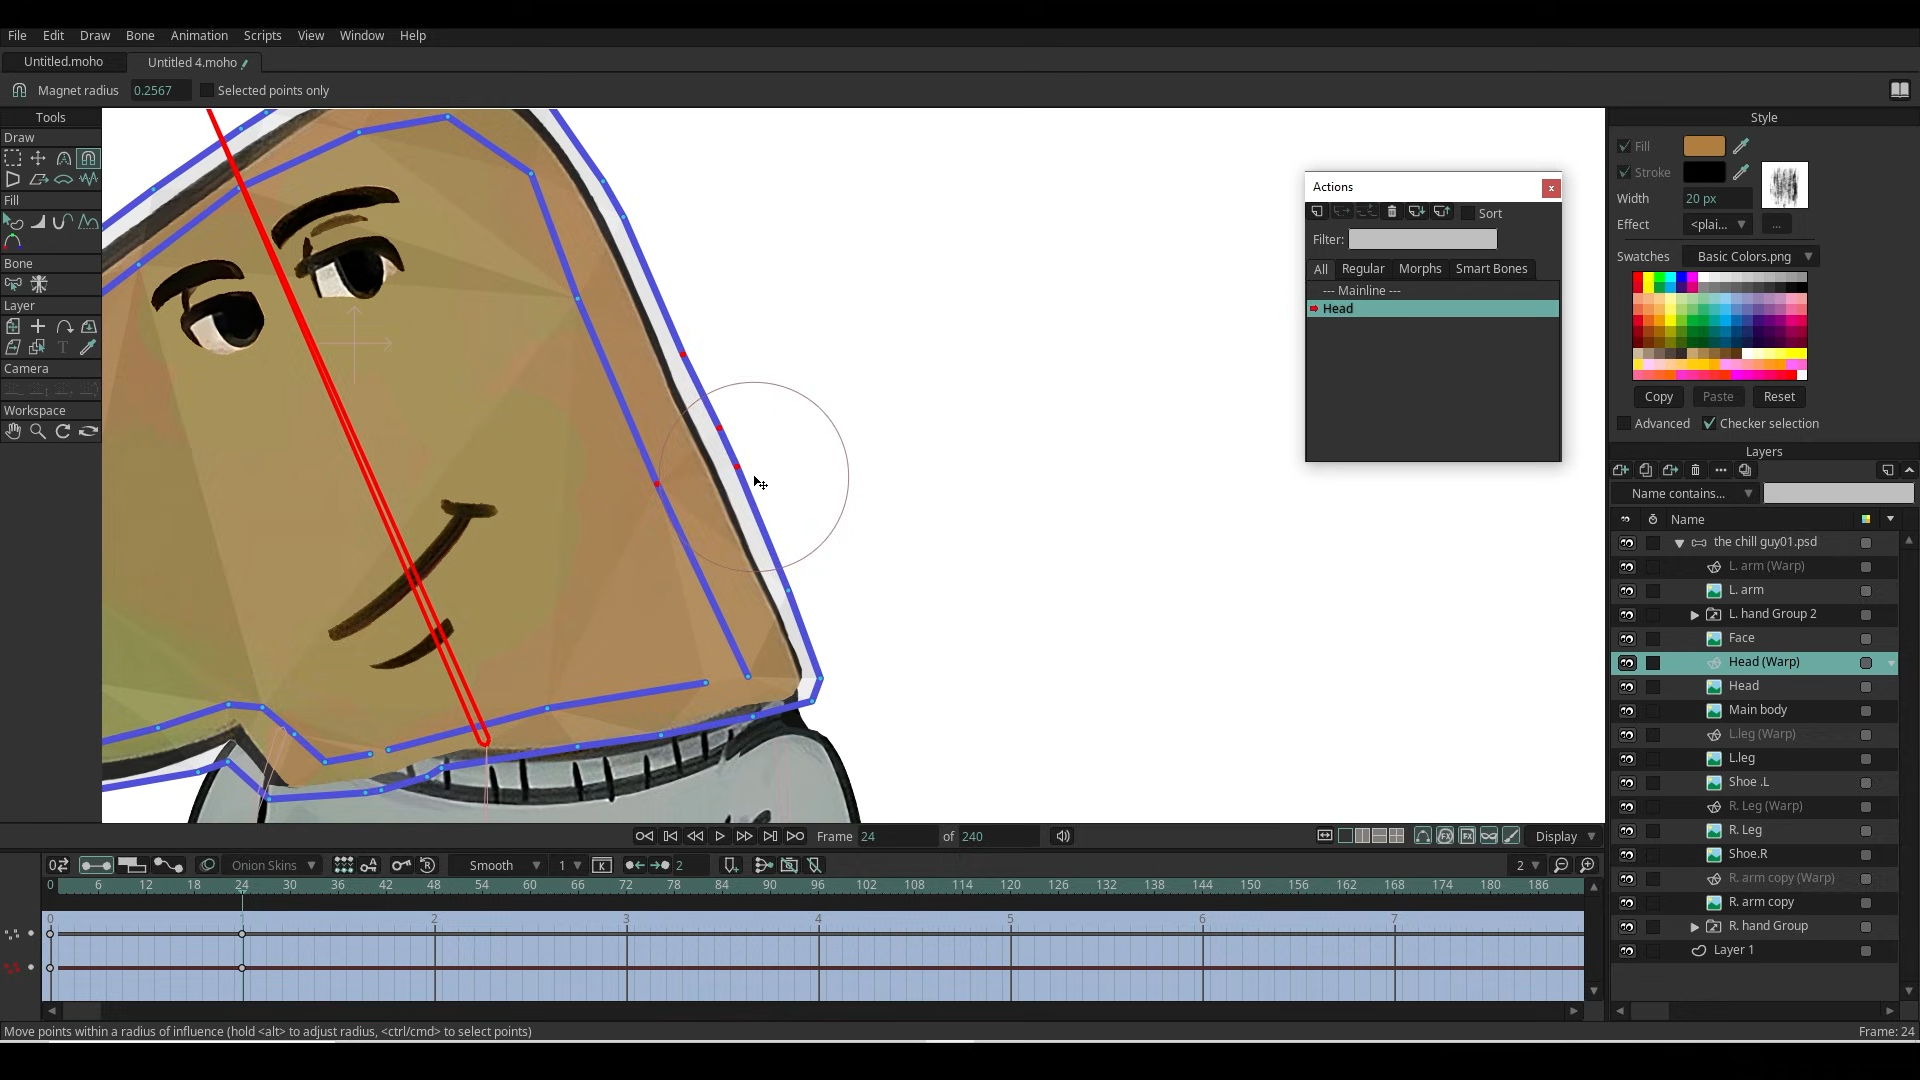 File Edit Draw Bone Animation Scripts View Window Help
Untitled.moho Untitled 4.moho
Magnet radius 0.2567 Selected points only
Tools
Draw
Fill
Bone
Layer
T
Camera
Workspace
Actions
x
Sort
Filter:
All Regular Morphs Smart Bones
--- Mainline ---
Head
Style
Fill
Stroke
Width 20 px
Effect <plai... ...
Swatches Basic Colors.png
Copy Paste Reset
Advanced Checker selection
Layers
Name contains...
Name
the chill guy01.psd
L. arm (Warp)
L. arm
L. hand Group 2
Face
Head (Warp)
Head
Main body
L.leg (Warp)
L.leg
Shoe .L
R. Leg (Warp)
R. Leg
Shoe.R
R. arm copy (Warp)
R. arm copy
R. hand Group
Layer 1
Frame 24 of 240 Display
Onion Skins Smooth 1 K 2 2
0 6 12 18 24 30 36 42 48 54 60 66 72 78 84 90 96 102 108 114 120 126 132 138 144 150 156 162 168 174 180 186
0 1 2 3 4 5 6 7
Move points within a radius of influence (hold <alt> to adjust radius, <ctrl/cmd> to select points) Frame: 24